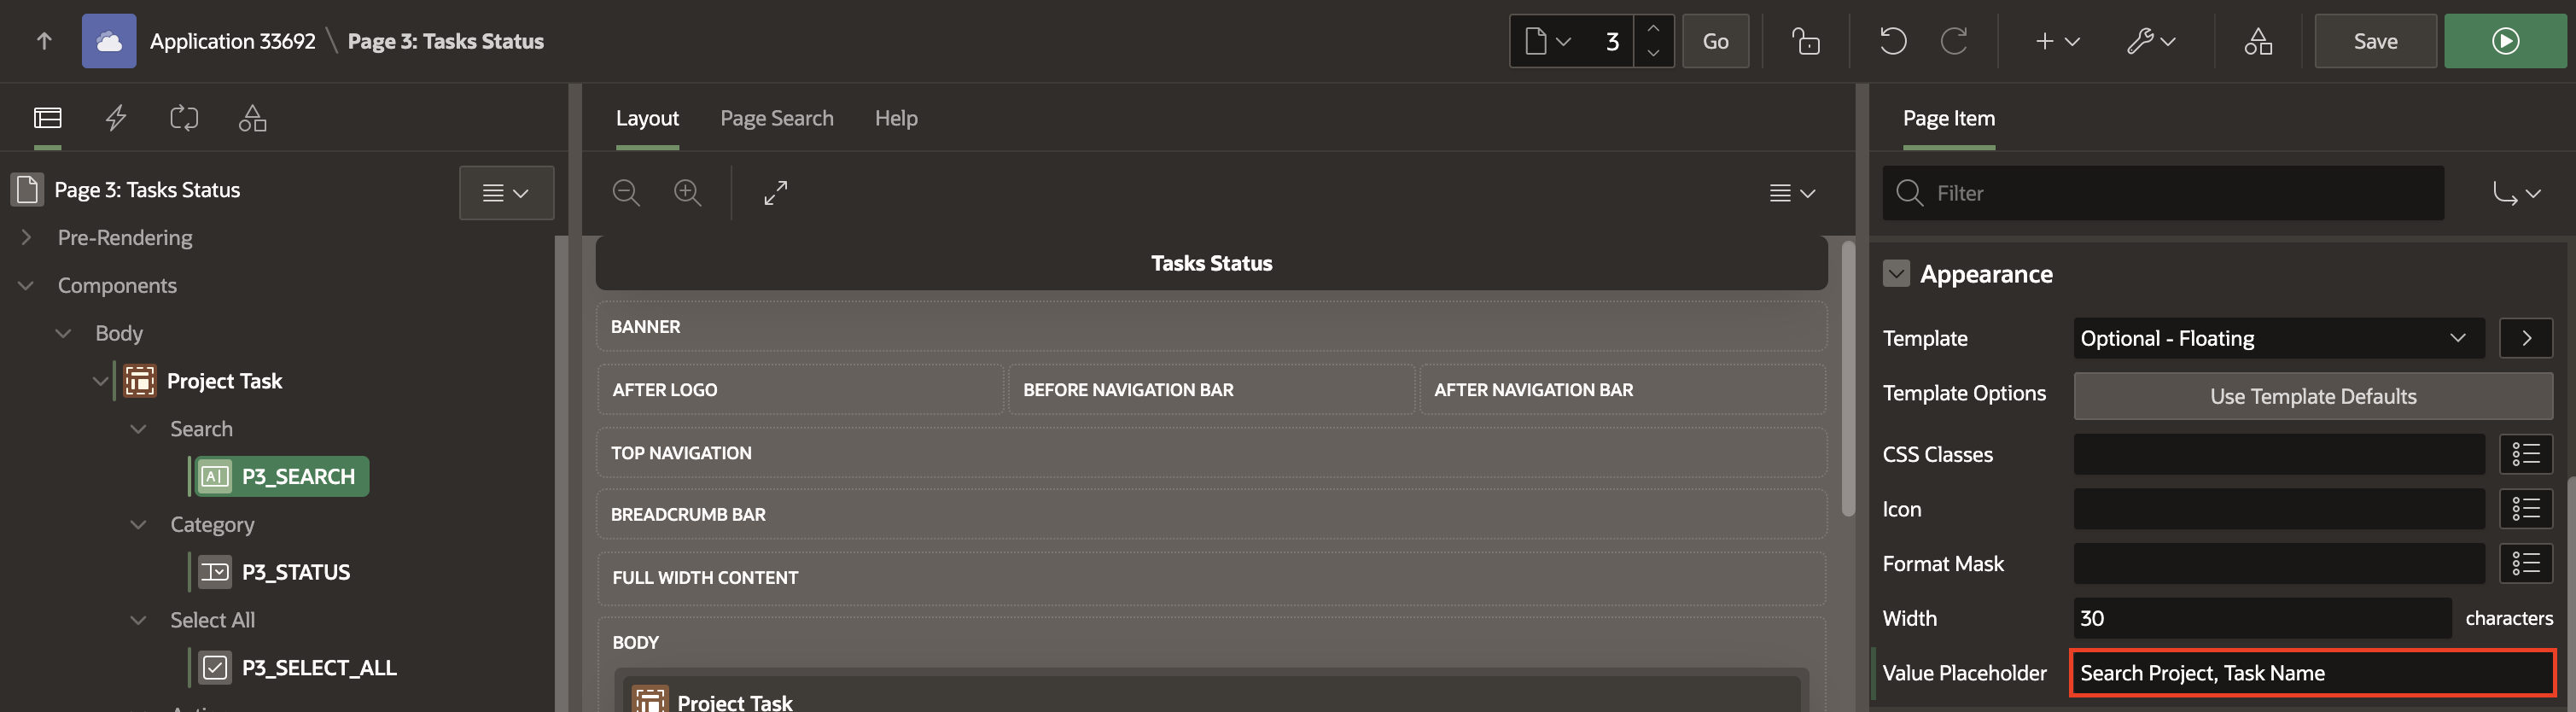 Application 33692 \ Page 3: Tasks Status
3
Go
Save
Layout
Page Search
Help
Page Item
Page 3: Tasks Status
Filter
Pre-Rendering
Components
Body
Project Task
Search
A|
P3_SEARCH
Category
P3_STATUS
Select All
P3_SELECT_ALL
Tasks Status
BANNER
AFTER LOGO
BEFORE NAVIGATION BAR
AFTER NAVIGATION BAR
TOP NAVIGATION
BREADCRUMB BAR
FULL WIDTH CONTENT
BODY
Project Task
Appearance
Template
Optional - Floating
Template Options
Use Template Defaults
CSS Classes
Icon
Format Mask
Width
30
characters
Value Placeholder
Search Project, Task Name